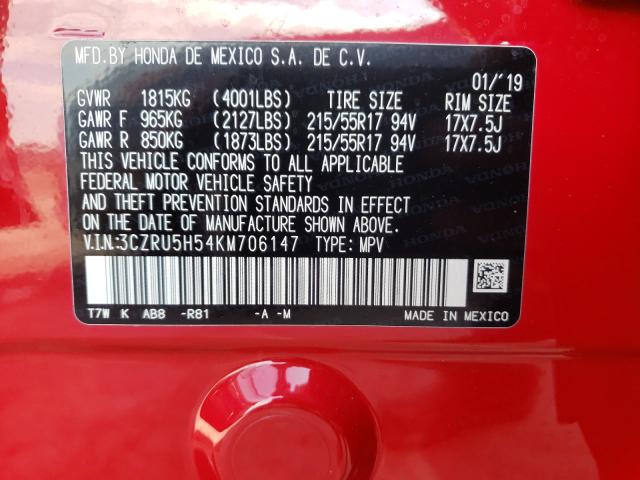 MFD. BY HONDA DE MEXICO S.A. DE C.V.
01/'19
GVWR 1815KG (4001LBS) TIRE SIZE RIM SIZE
GAWR F 965KG (2127LBS) 215/55R17 94V 17X7.5J
GAWR R 850KG (1873LBS) 215/55R17 94V 17X7.5J
THIS VEHICLE CONFORMS TO ALL APPLICABLE
FEDERAL MOTOR VEHICLE SAFETY
AND THEFT PREVENTION STANDARDS IN EFFECT
ON THE DATE OF MANUFACTURE SHOWN ABOVE.
V.I.N:3CZRU5H54KM706147 TYPE: MPV
T7W K AB8 -R81 -A -M
MADE IN MEXICO